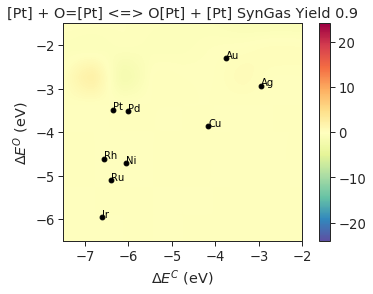 [Pt] + O=[Pt] <=> O[Pt] + [Pt] SynGas Yield 0.9
−2
−3
−4
−5
−6
ΔE^O (eV)
Au
Ag
Pt
Pd
Cu
Rh
Ni
Ru
Ir
−7
−6
−5
−4
−3
−2
ΔE^C (eV)
20
10
0
−10
−20